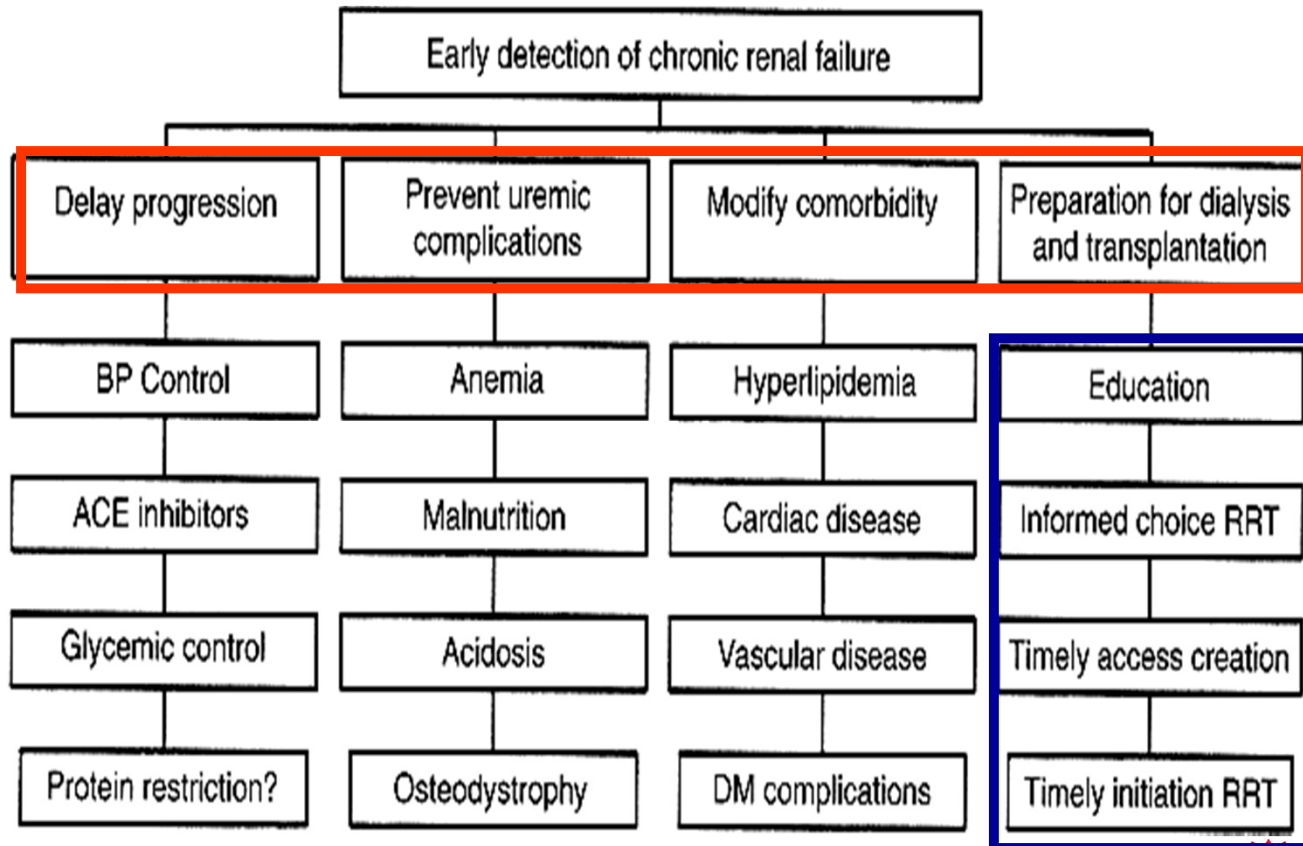 Early detection of chronic renal failure
Delay progression
Prevent uremic
complications
Modify comorbidity
Preparation for dialysis
and transplantation
BP Control
Anemia
Hyperlipidemia
Education
ACE inhibitors
Malnutrition
Cardiac disease
Informed choice RRT
Glycemic control
Acidosis
Vascular disease
Timely access creation
Protein restriction?
Osteodystrophy
DM complications
Timely initiation RRT